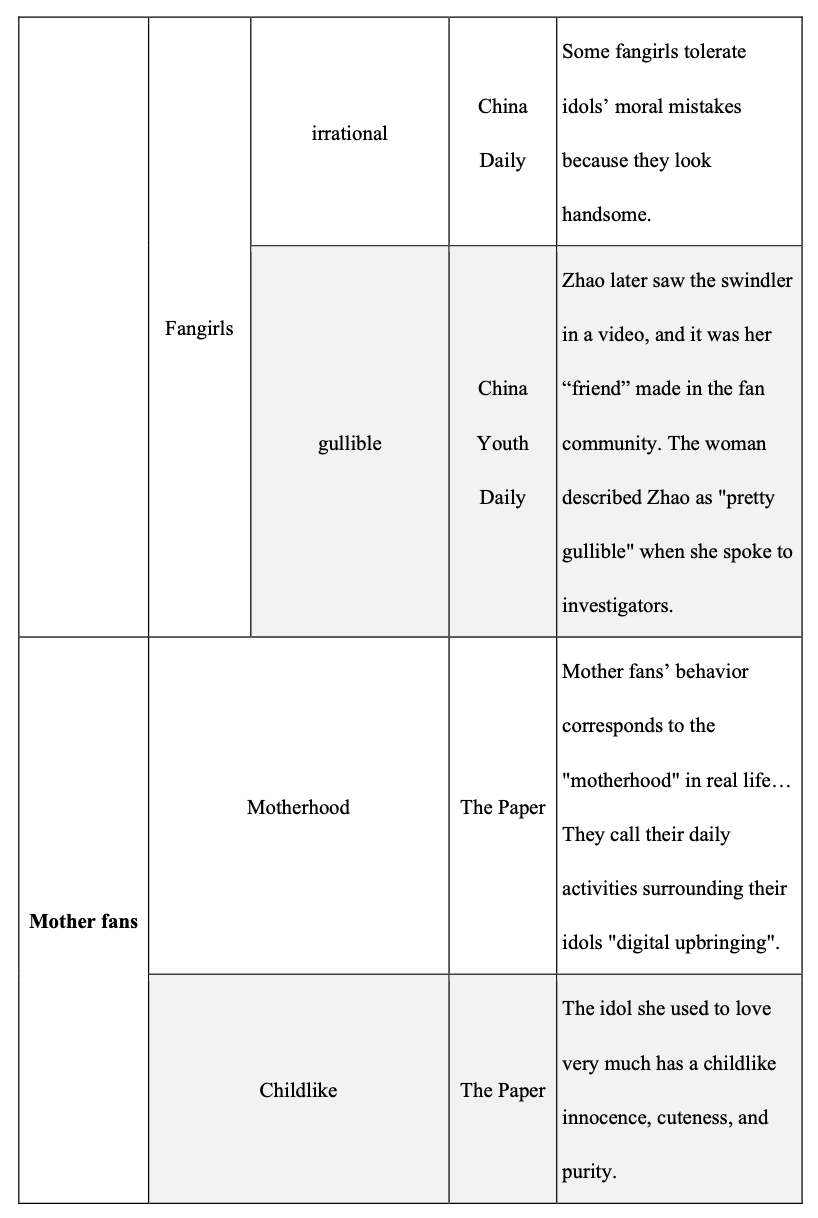 Fangirls
irrational
China
Daily
Some fangirls tolerate
idols’ moral mistakes
because they look
handsome.
gullible
China
Youth
Daily
Zhao later saw the swindler
in a video, and it was her
“friend” made in the fan
community. The woman
described Zhao as "pretty
gullible" when she spoke to
investigators.
Mother fans
Motherhood
The Paper
Mother fans’ behavior
corresponds to the
"motherhood" in real life…
They call their daily
activities surrounding their
idols "digital upbringing".
Childlike
The Paper
The idol she used to love
very much has a childlike
innocence, cuteness, and
purity.